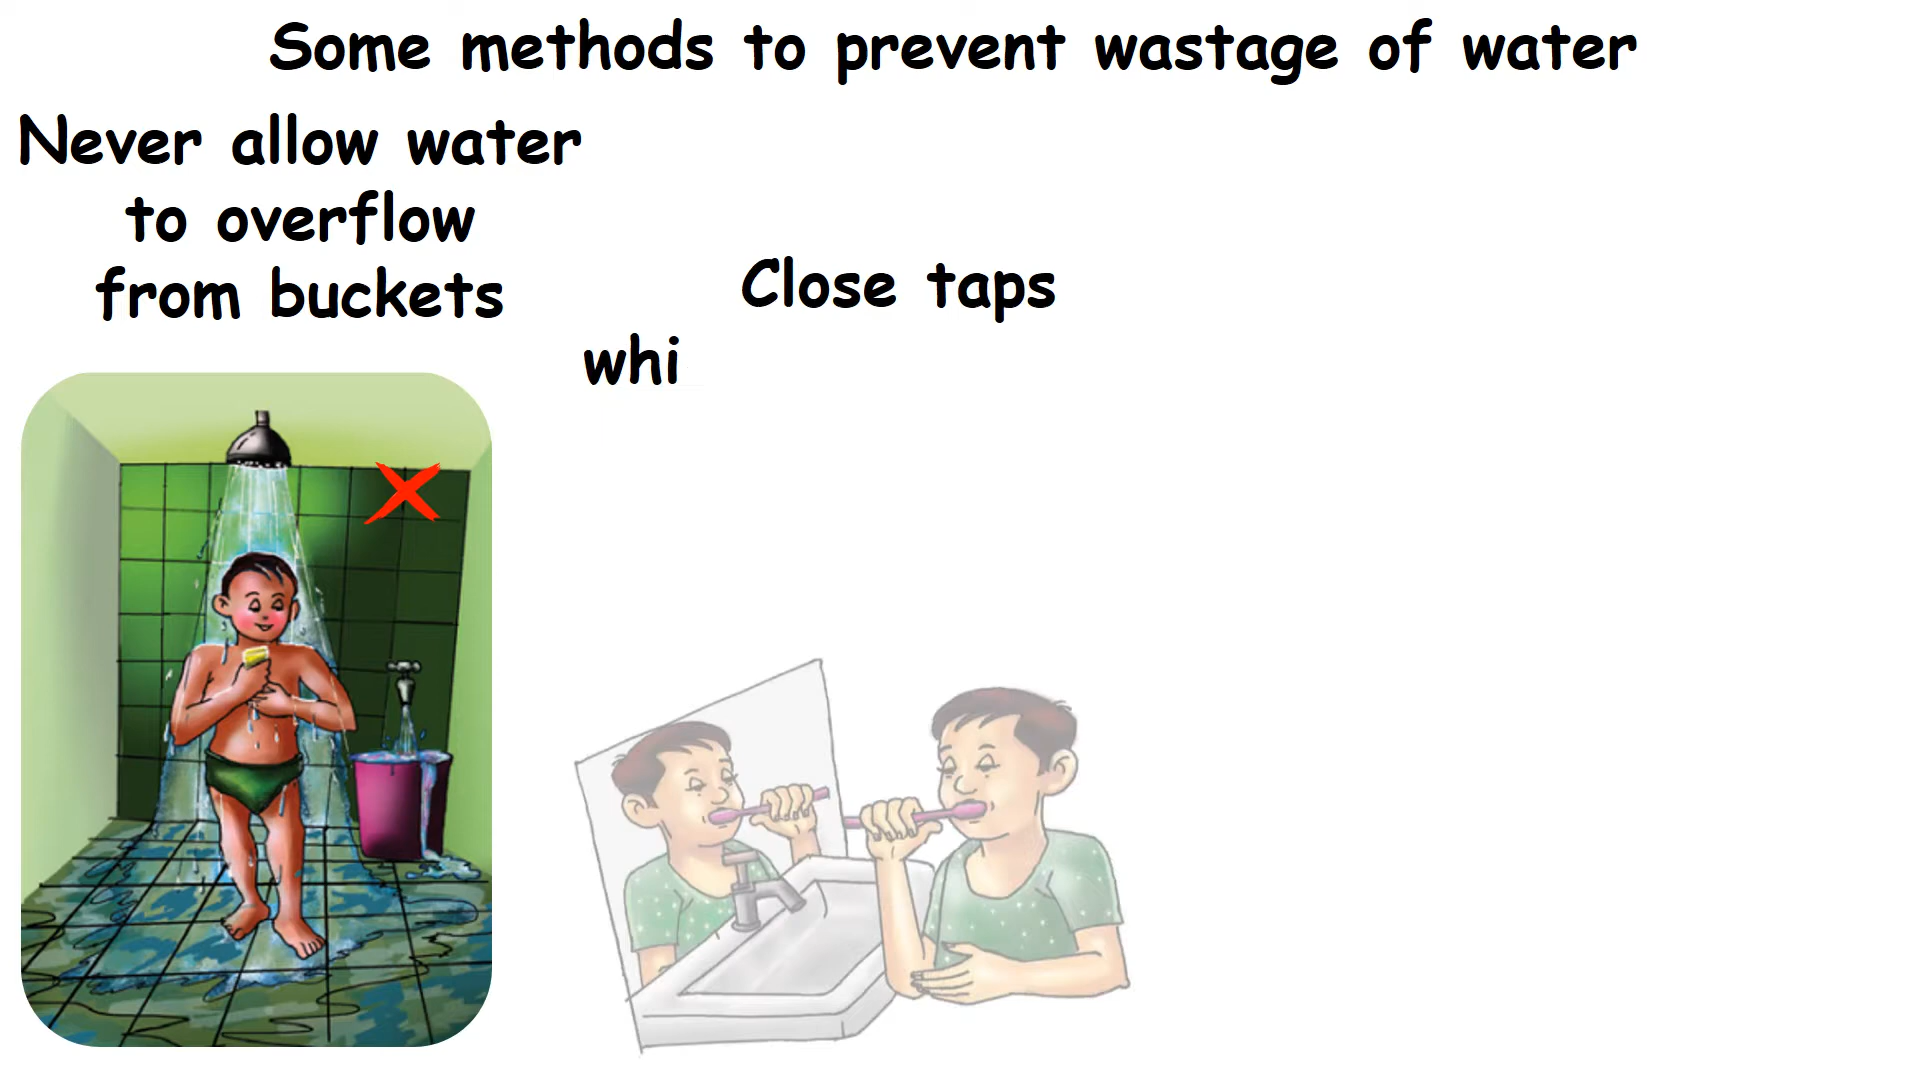 Some methods to prevent wastage of water
Never allow water
to overflow
from buckets
Close taps
whi